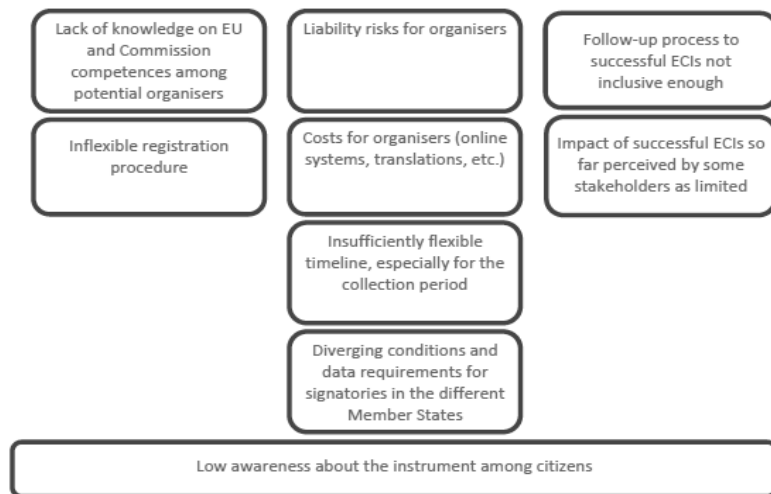 Lack of knowledge on EU
and Commission
competences among
potential organisers
Inflexible registration
procedure
Liability risks for organisers
Costs for organisers (online
systems, translations, etc.)
Insufficiently flexible
timeline, especially for the
collection period
Diverging conditions and
data requirements for
signatories in the different
Member States
Follow-up process to
successful ECIs not
inclusive enough
Impact of successful ECIs so
far perceived by some
stakeholders as limited
Low awareness about the instrument among citizens